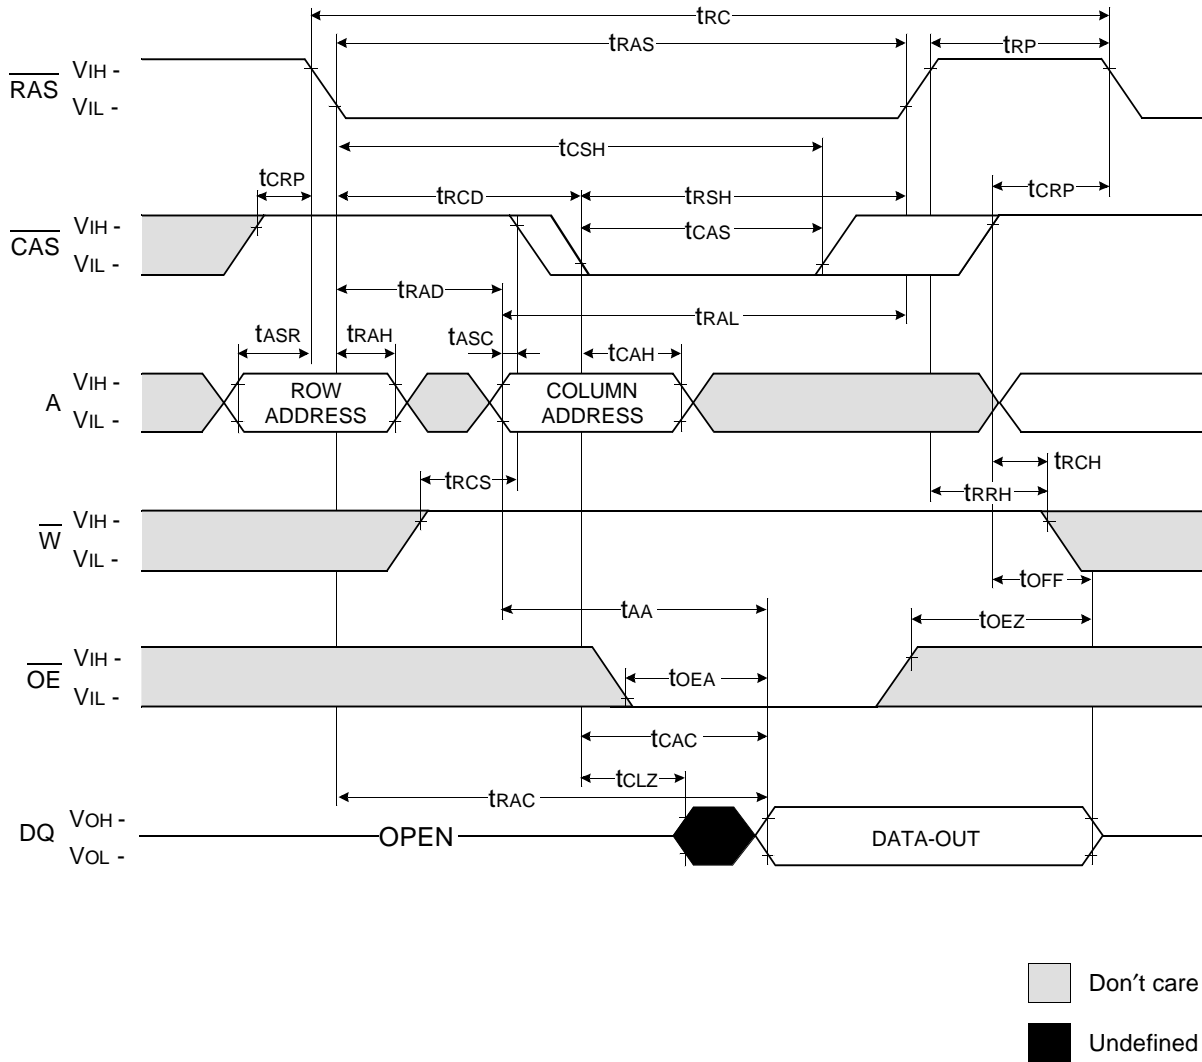 tRC
tRAS
tRP
RAS
VIH -
VIL -
tCSH
tCRP
tRCD
tRSH
tCRP
CAS
VIH -
VIL -
tCAS
tRAD
tRAL
tASR
tRAH
tASC
tCAH
A
VIH -
VIL -
ROW
ADDRESS
COLUMN
ADDRESS
tRCS
tRCH
tRRH
W
VIH -
VIL -
tOFF
tAA
tOEZ
OE
VIH -
VIL -
tOEA
tCAC
tCLZ
tRAC
DQ
VOH -
VOL -
OPEN
DATA-OUT
Don′t care
Undefined